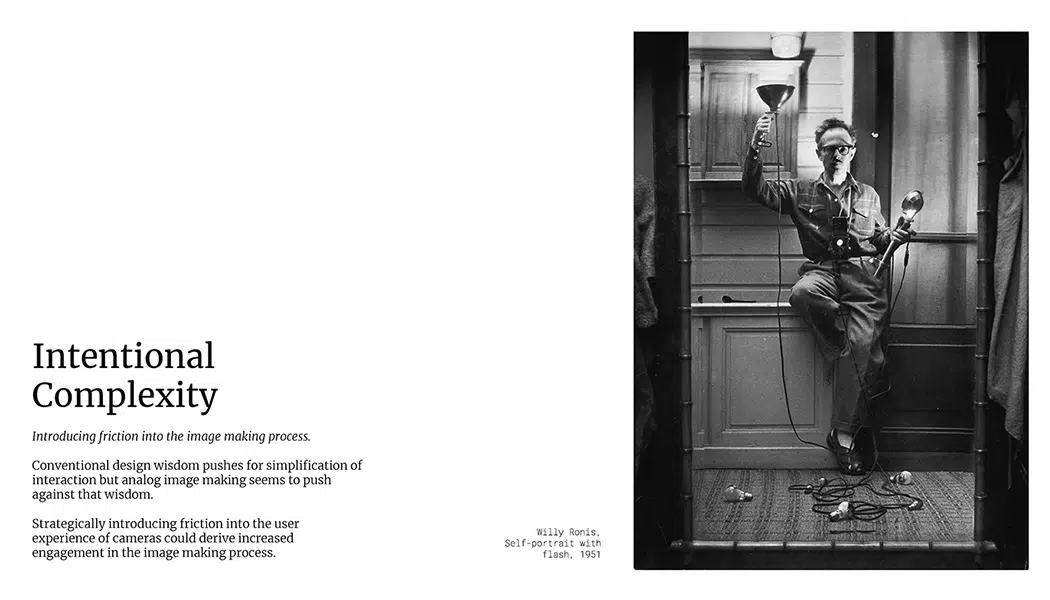 Intentional
Complexity
Introducing friction into the image making process.
Conventional design wisdom pushes for simplification of
interaction but analog image making seems to push
against that wisdom.
Strategically introducing friction into the user
experience of cameras could derive increased
engagement in the image making process.
Willy Ronis,
Self-portrait with
flash, 1951